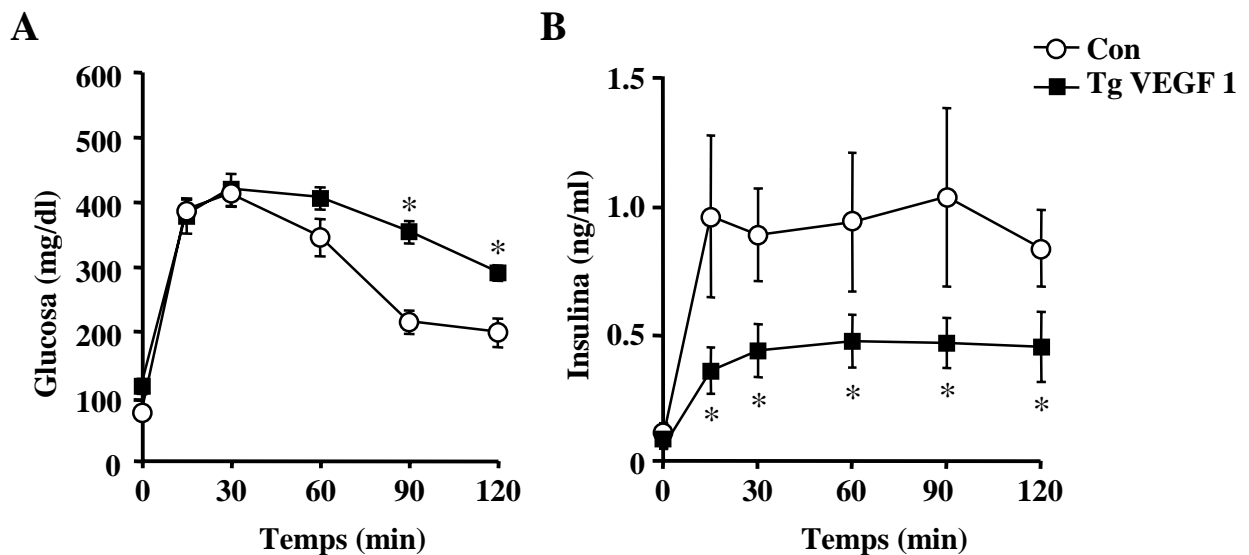 A
B
Con
Tg VEGF 1
Glucosa (mg/dl)
600
500
400
300
200
100
0
*
*
0 30 60 90 120
Temps (min)
Insulina (ng/ml)
1.5
1.0
0.5
0
* * * * *
0 30 60 90 120
Temps (min)